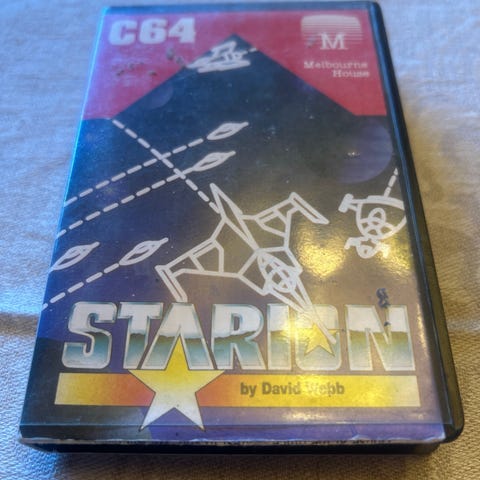 C64
M
Melbourne
House
STARION
by David Webb